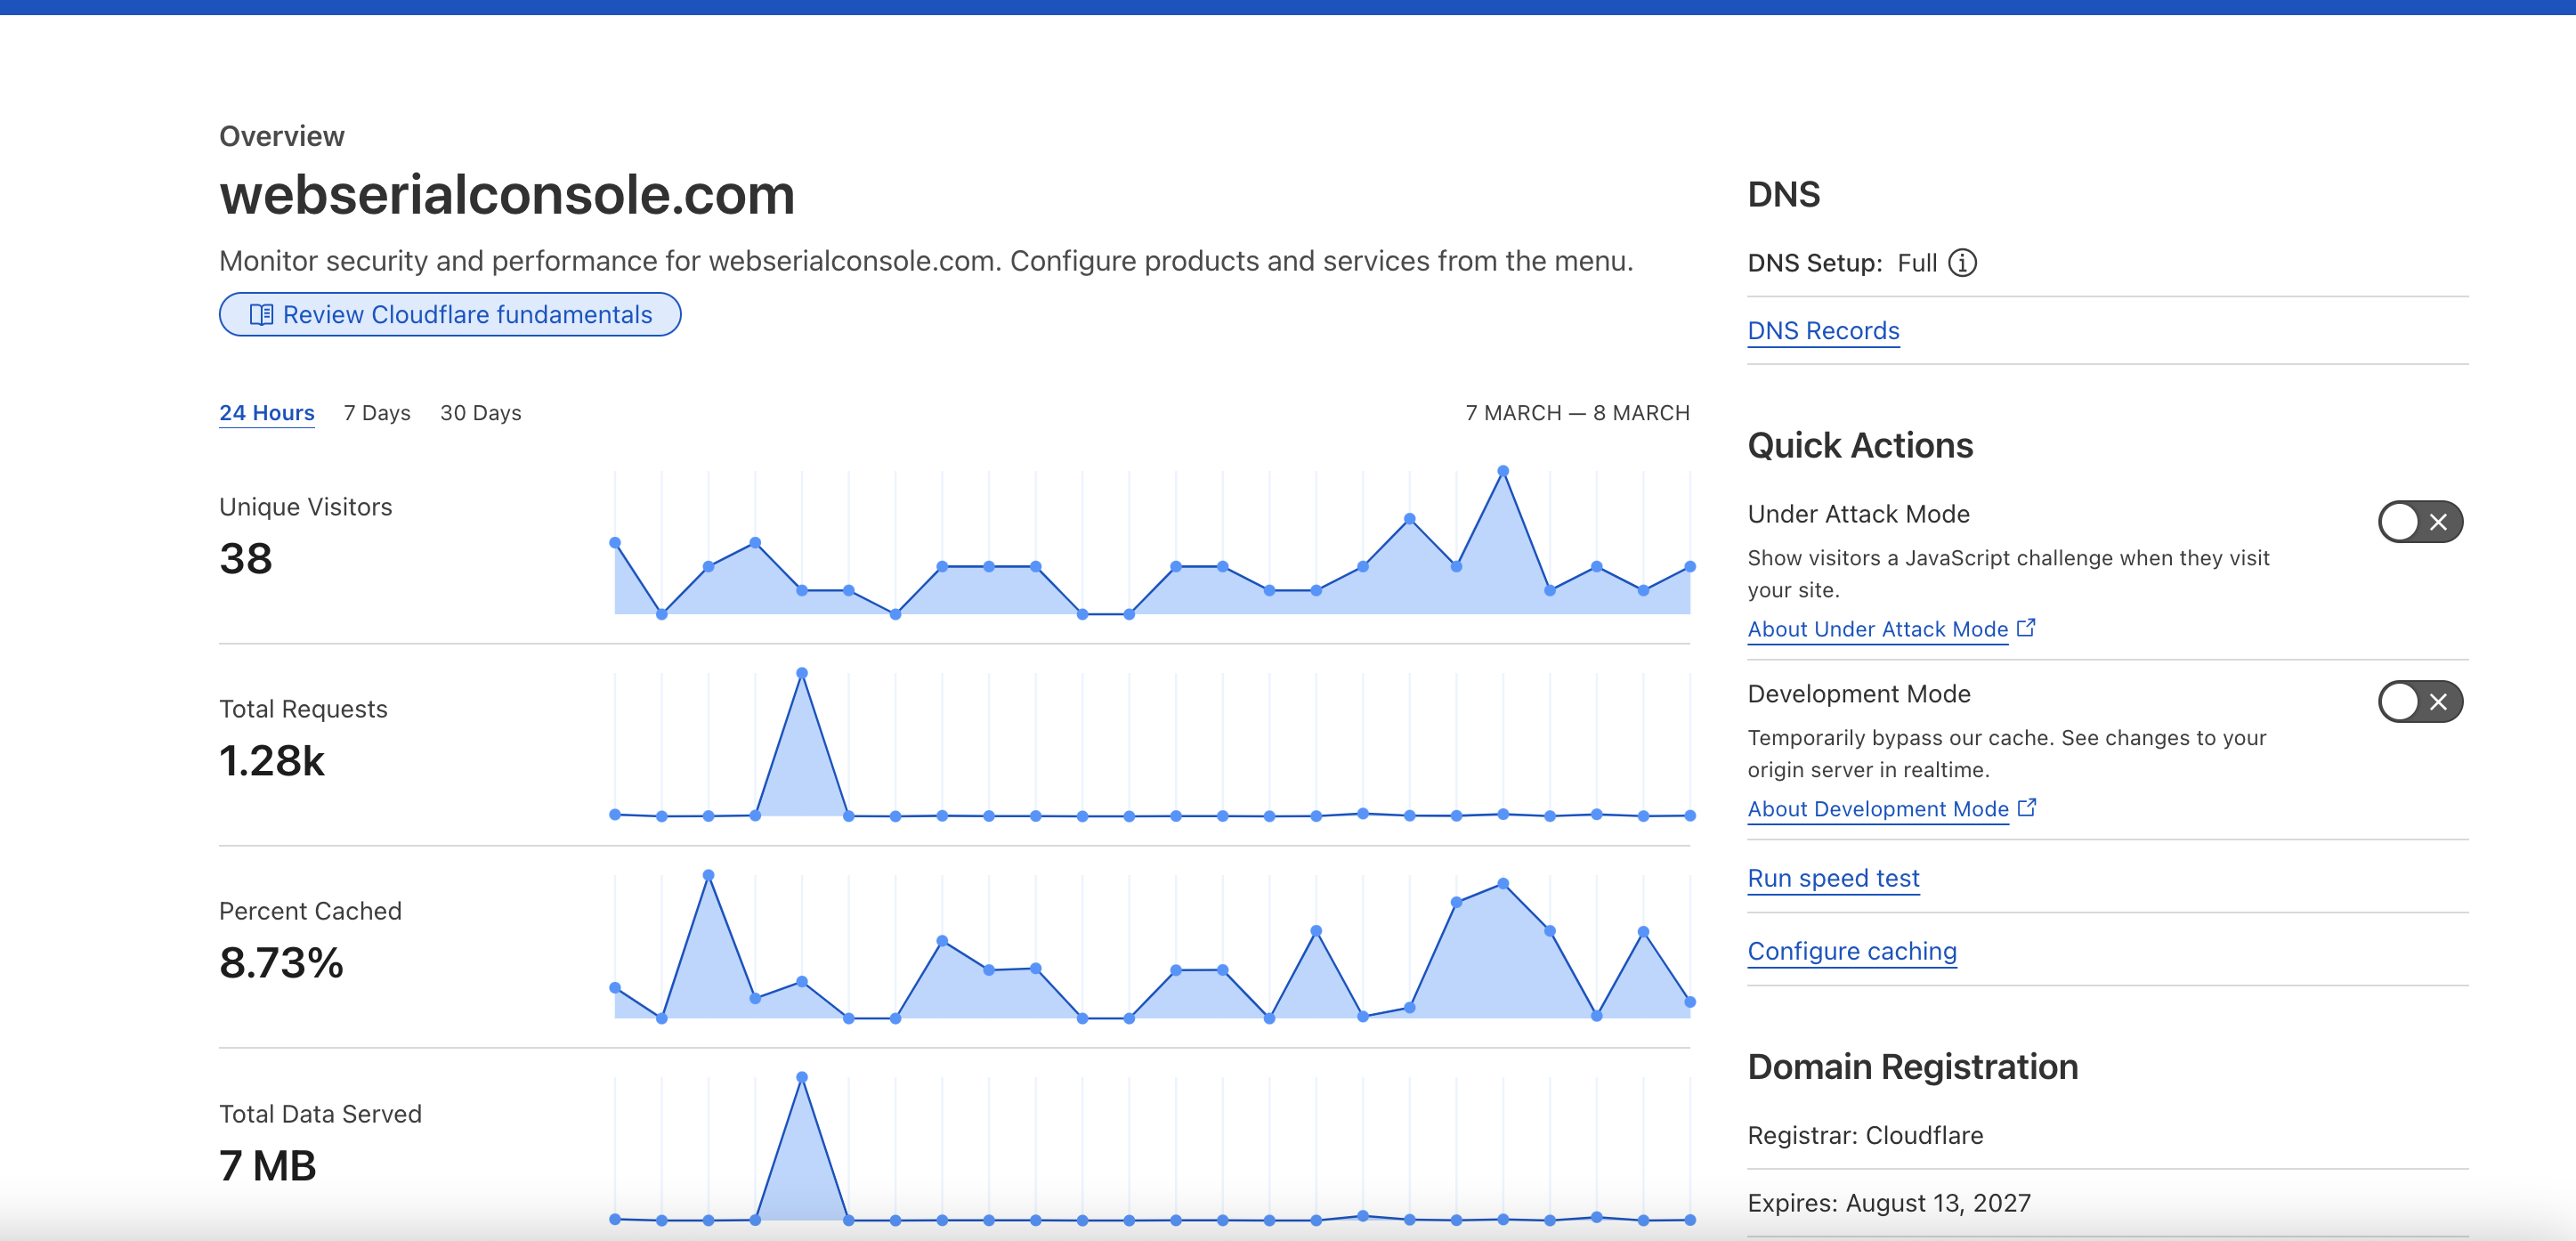 Overview
webserialconsole.com
Monitor security and performance for webserialconsole.com. Configure products and services from the menu.
Review Cloudflare fundamentals
24 Hours 7 Days 30 Days 7 MARCH — 8 MARCH
Unique Visitors
38
Total Requests
1.28k
Percent Cached
8.73%
Total Data Served
7 MB
DNS
DNS Setup: Full
DNS Records
Quick Actions
Under Attack Mode
Show visitors a JavaScript challenge when they visit
your site.
About Under Attack Mode
Development Mode
Temporarily bypass our cache. See changes to your
origin server in realtime.
About Development Mode
Run speed test
Configure caching
Domain Registration
Registrar: Cloudflare
Expires: August 13, 2027